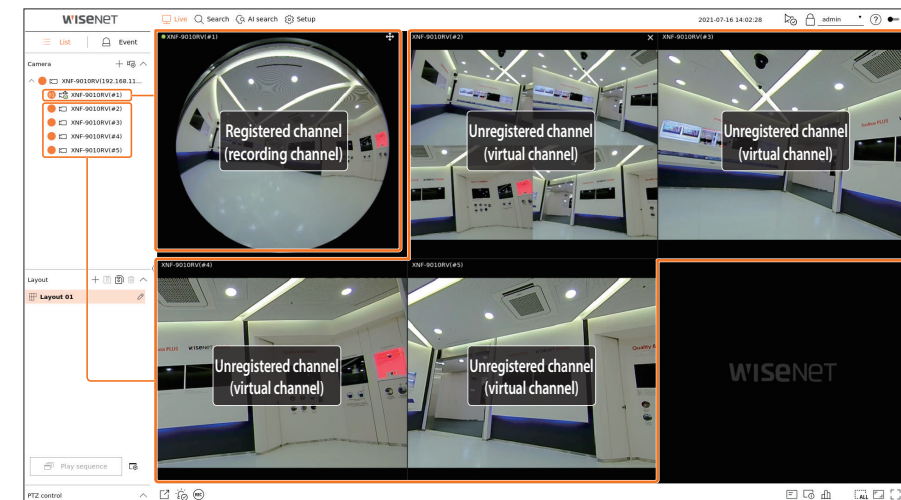 WISENET
Live Search AI search Setup
2021-07-16 14:02:28
admin
List Event
Camera
XNF-9010RV(192.168.11...
XNF-9010RV(#1)
XNF-9010RV(#2)
XNF-9010RV(#3)
XNF-9010RV(#4)
XNF-9010RV(#5)
Layout
Layout 01
Play sequence
PTZ control
XNF-9010RV(#1)
Registered channel
(recording channel)
XNF-9010RV(#2)
Unregistered channel
(virtual channel)
XNF-9010RV(#3)
Unregistered channel
(virtual channel)
XNF-9010RV(#4)
WISENET
Unregistered channel
(virtual channel)
XNF-9010RV(#5)
Unregistered channel
(virtual channel)
WISENET
REC
ALL